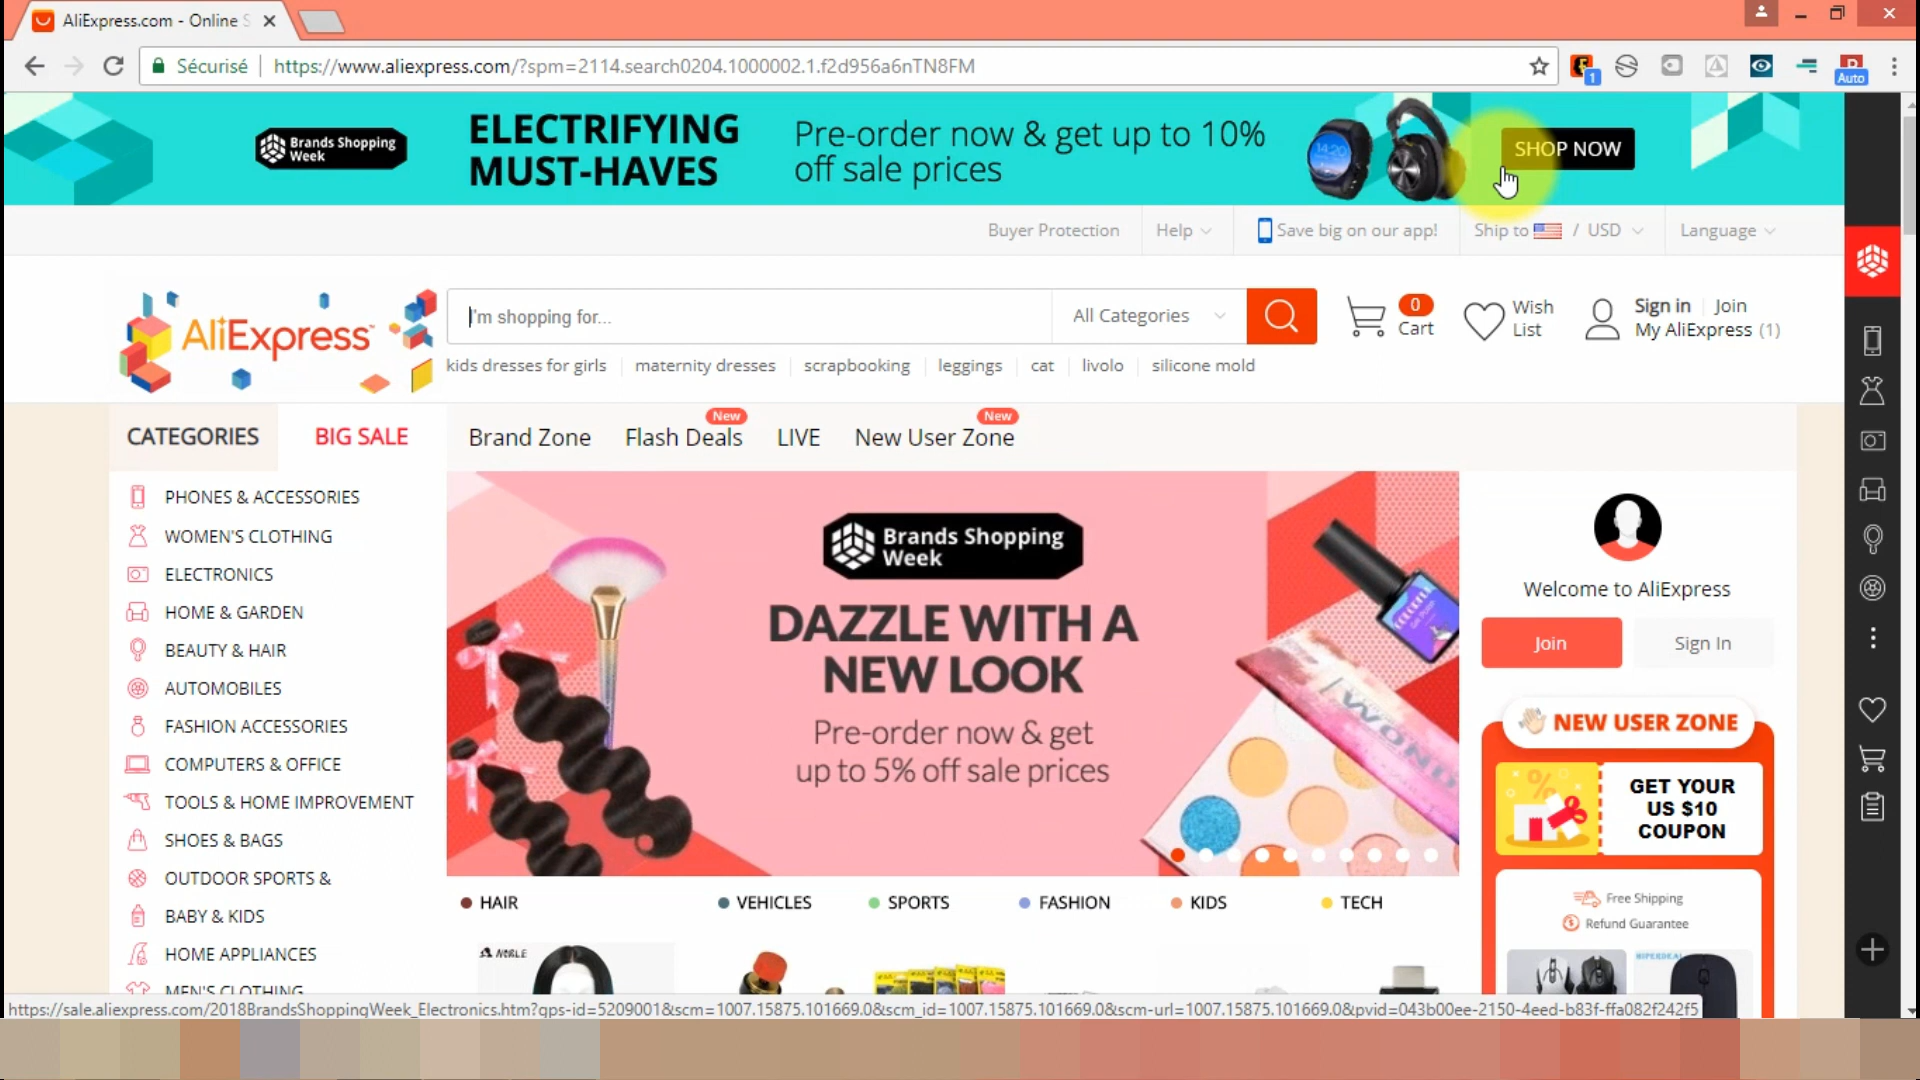 AliExpress.com - Online S
1
Sécurisé
https://www.aliexpress.com/?spm=2114.search0204.1000002.1.f2d956a6nTN8FM
Auto
Brands Shopping
Week
ELECTRIFYING
MUST-HAVES
Pre-order now & get up to 10%
off sale prices
14:20
SHOP NOW
Buyer Protection
Help
Save big on our app!
Ship to / USD
Language
AliExpress™
I'm shopping for...
All Categories
0
Cart
Wish
List
Sign in | Join
My AliExpress (1)
kids dresses for girls
maternity dresses
scrapbooking
leggings
cat
livolo
silicone mold
CATEGORIES
BIG SALE
Brand Zone
Flash Deals
New
LIVE
New User Zone
New
PHONES & ACCESSORIES
WOMEN'S CLOTHING
ELECTRONICS
HOME & GARDEN
BEAUTY & HAIR
AUTOMOBILES
FASHION ACCESSORIES
COMPUTERS & OFFICE
TOOLS & HOME IMPROVEMENT
SHOES & BAGS
OUTDOOR SPORTS &
BABY & KIDS
HOME APPLIANCES
MEN'S CLOTHING
Brands Shopping
Week
DAZZLE WITH A
NEW LOOK
Pre-order now & get
up to 5% off sale prices
HAIR
VEHICLES
SPORTS
FASHION
KIDS
TECH
NOBLE
Welcome to AliExpress
Join
Sign In
NEW USER ZONE
GET YOUR
US $10
COUPON
Free Shipping
Refund Guarantee
HIPERDEAL
https://sale.aliexpress.com/2018BrandsShoppingWeek_Electronics.htm?gps-id=5209001&scm=1007.15875.101669.0&scm_id=1007.15875.101669.0&scm-url=1007.15875.101669.0&pvid=043b00ee-2150-4eed-b83f-ffa082f242f5